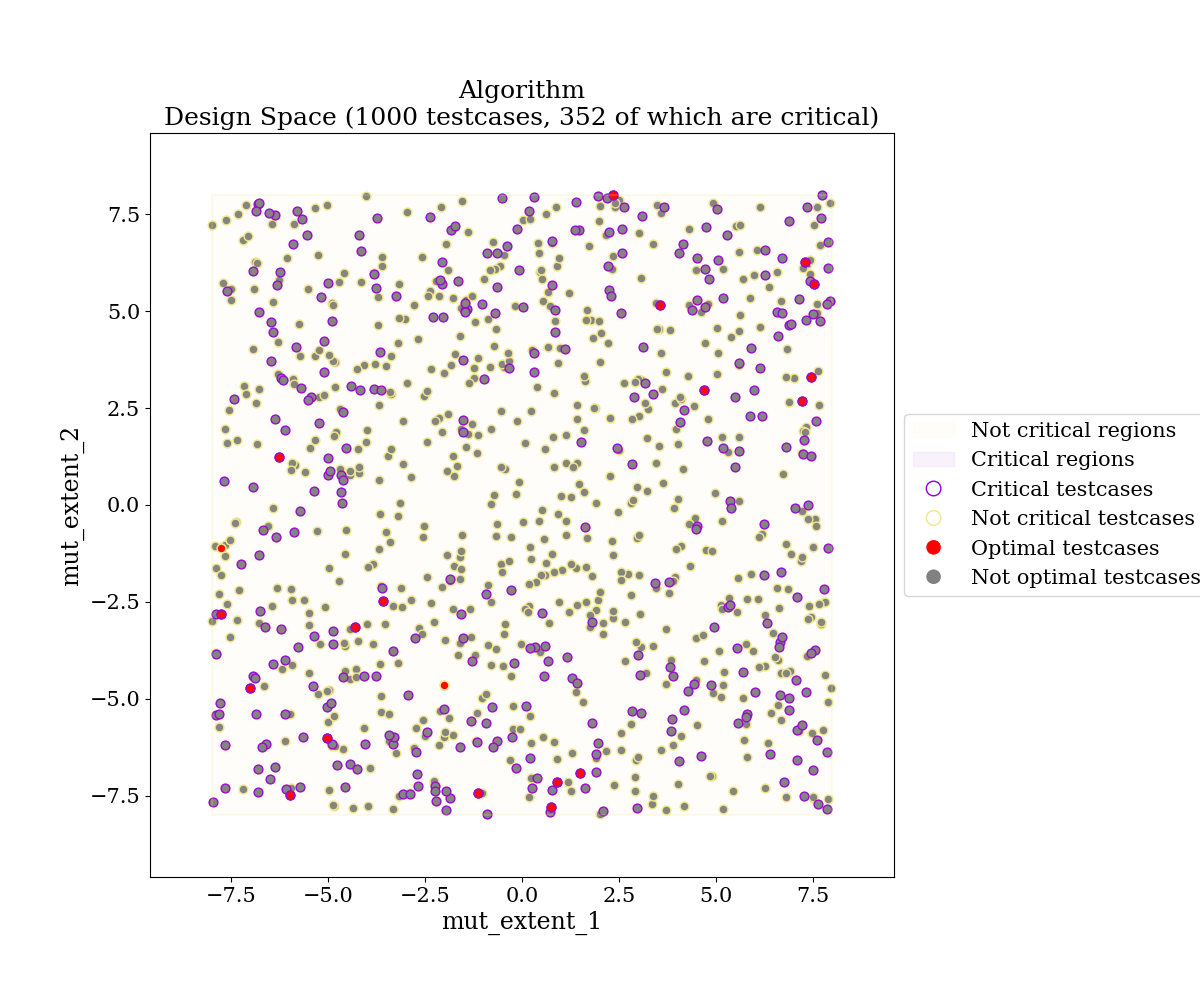 Algorithm
Design Space (1000 testcases, 352 of which are critical)
7.5
5.0
2.5
0.0
−2.5
−5.0
−7.5
mut_extent_2
−7.5
−5.0
−2.5
0.0
2.5
5.0
7.5
mut_extent_1
Not critical regions
Critical regions
Critical testcases
Not critical testcases
Optimal testcases
Not optimal testcases